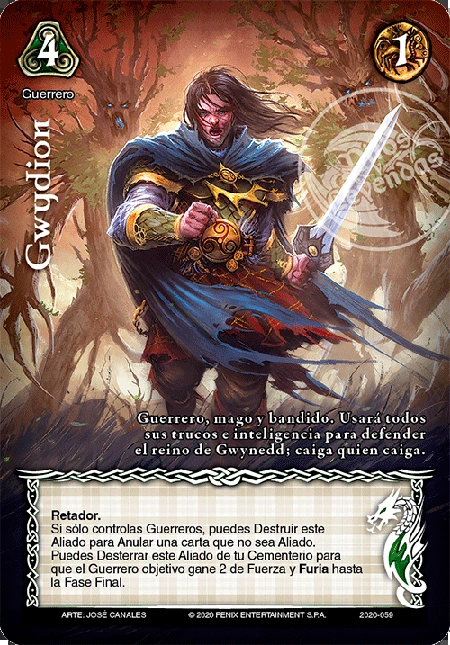 4
1
Guerrero
Gwydion
Mitos
Leyendas
Guerrero, mago y bandido. Usará todos
sus trucos e inteligencia para defender
el reino de Gwynedd; caiga quien caiga.
Retador.
Si sólo controlas Guerreros, puedes Destruir este
Aliado para Anular una carta que no sea Aliado.
Puedes Desterrar este Aliado de tu Cementerio para
que el Guerrero objetivo gane 2 de Fuerza y Furia hasta
la Fase Final.
ARTE. JOSÉ CANALES
© 2020 FENIX ENTERTAINMENT S.P.A.
2020-059